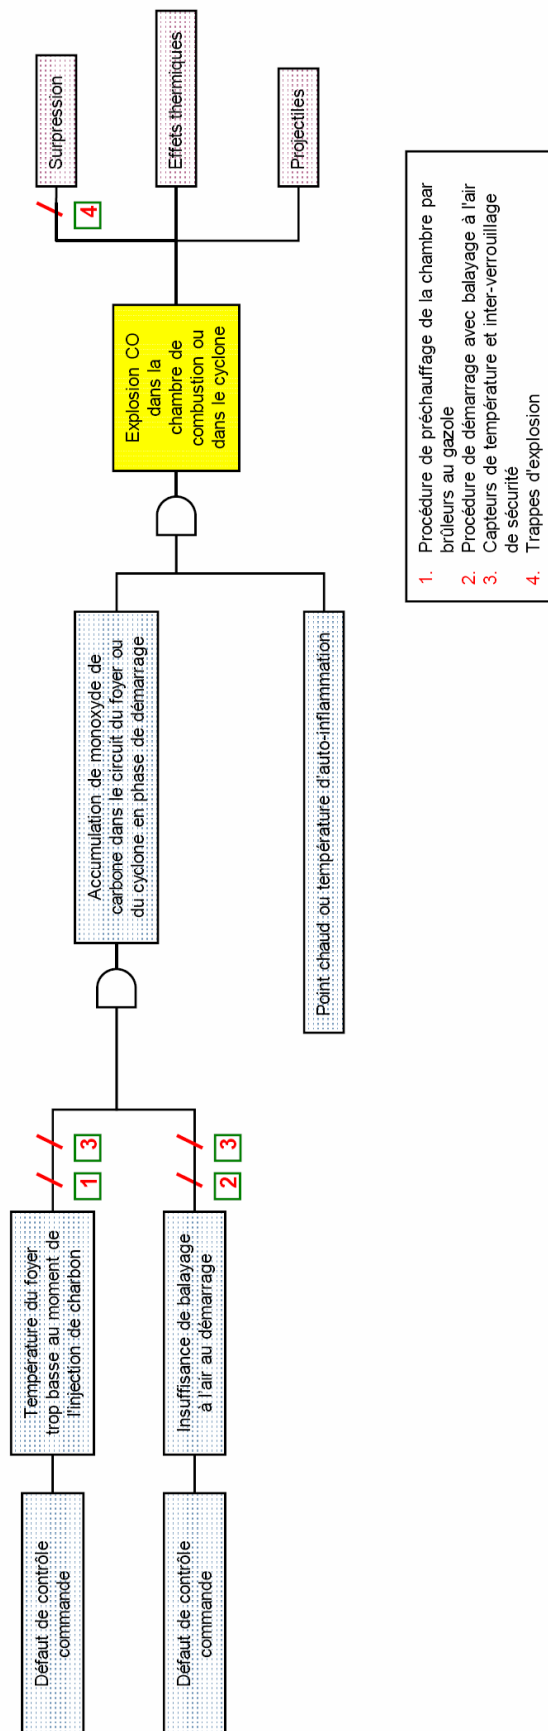 Défaut de contrôle
commande
Température du foyer
trop basse au moment de
l'injection de charbon
1 3
Défaut de contrôle
commande
Insuffisance de balayage
à l'air au démarrage
2 3
Accumulation de monoxyde de
carbone dans le circuit du foyer ou
du cyclone en phase de démarrage
Point chaud ou température d'auto-inflammation
Explosion CO
dans la
chambre de
combustion ou
dans le cyclone
4
Surpression
Effets thermiques
Projectiles
1. Procédure de préchauffage de la chambre par
brûleurs au gazole
2. Procédure de démarrage avec balayage à l'air
3. Capteurs de température et inter-verrouillage
de sécurité
4. Trappes d'explosion